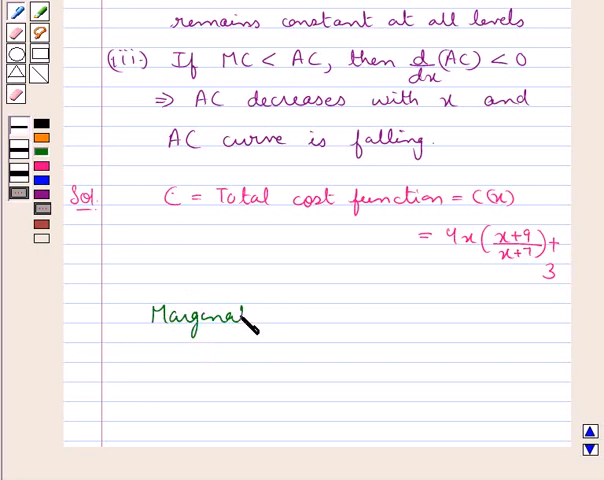 remains constant at all levels
(iii.) If MC < AC, then d/dx (AC) < 0
⇒ AC decreases with x and
AC curve is falling.
Sol. C = Total cost function = C(x)
= 4x ( x+9 / x+7 ) +
3
Marginal